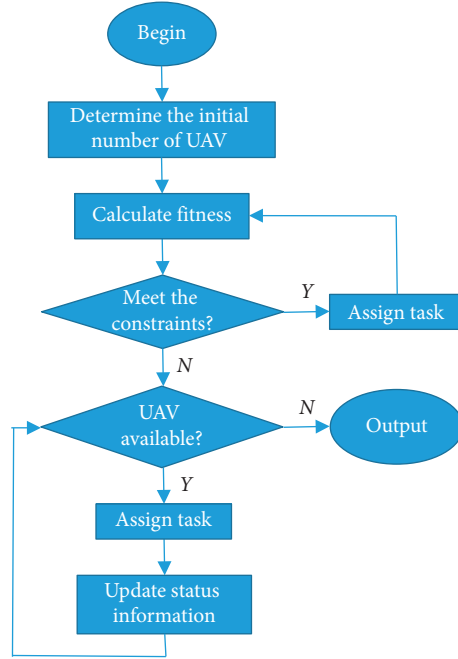 Begin
Determine the initial
number of UAV
Calculate fitness
Meet the
constraints?
Y
Assign task
N
UAV
available?
N
Output
Y
Assign task
Update status
information